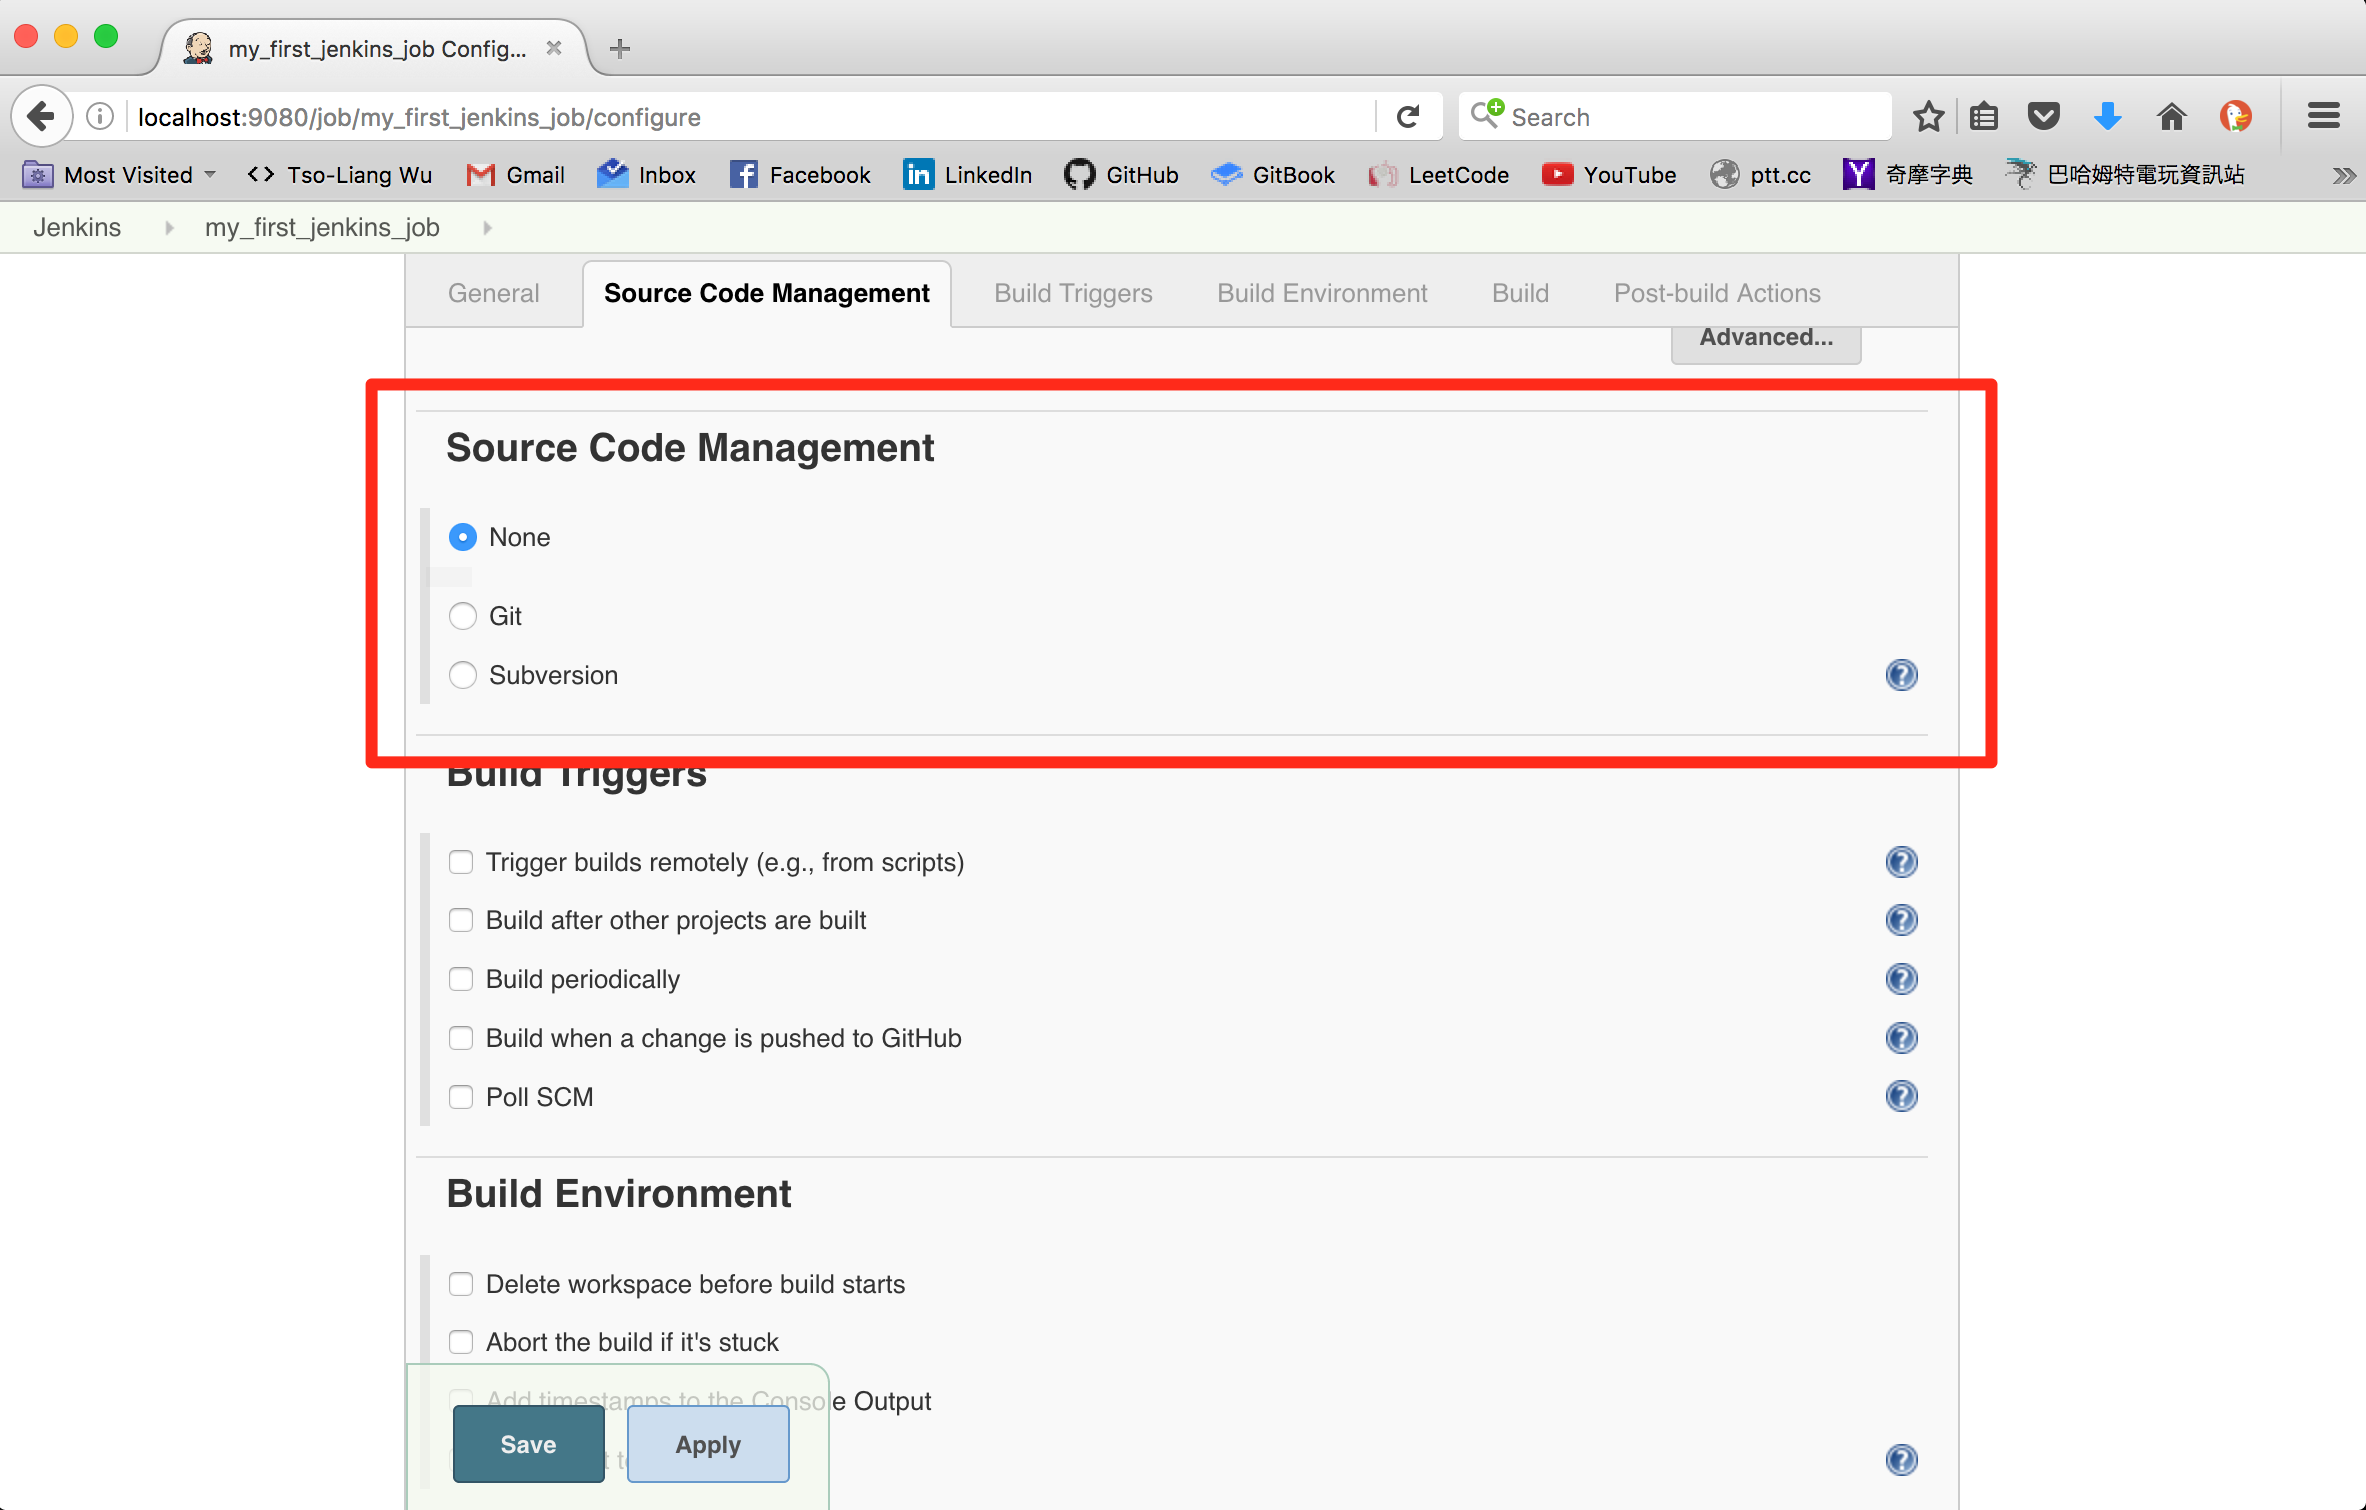 my_first_jenkins_job Config...
localhost:9080/job/my_first_jenkins_job/configure
Search
Most Visited Tso-Liang Wu Gmail Inbox Facebook LinkedIn GitHub GitBook LeetCode YouTube ptt.cc 奇摩字典 巴哈姆特電玩資訊站
Jenkins my_first_jenkins_job
General Source Code Management Build Triggers Build Environment Build Post-build Actions
Advanced...
Source Code Management
None
Git
Subversion
Build Triggers
Trigger builds remotely (e.g., from scripts)
Build after other projects are built
Build periodically
Build when a change is pushed to GitHub
Poll SCM
Build Environment
Delete workspace before build starts
Abort the build if it's stuck
Add timestamps to the Console Output
Save Apply